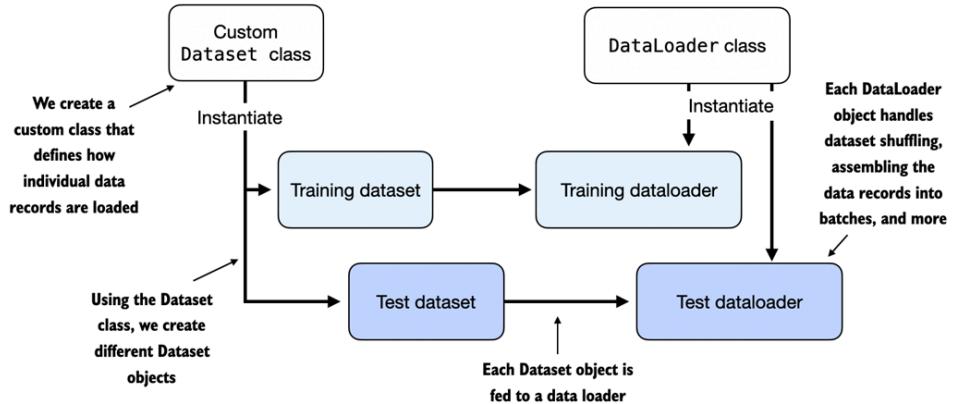 Custom
Dataset class
DataLoader class
We create a
custom class that
defines how
individual data
records are loaded
Instantiate
Instantiate
Each DataLoader
object handles
dataset shuffling,
assembling the
data records into
batches, and more
Training dataset
Training dataloader
Using the Dataset
class, we create
different Dataset
objects
Test dataset
Test dataloader
Each Dataset object is
fed to a data loader